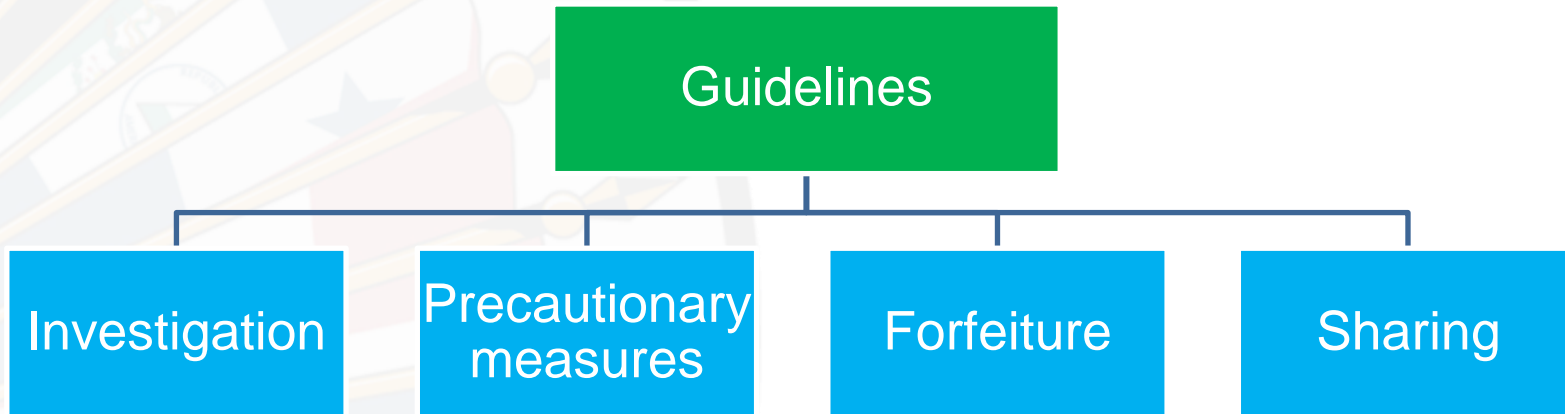 Guidelines
Investigation
Precautionary
measures
Forfeiture
Sharing